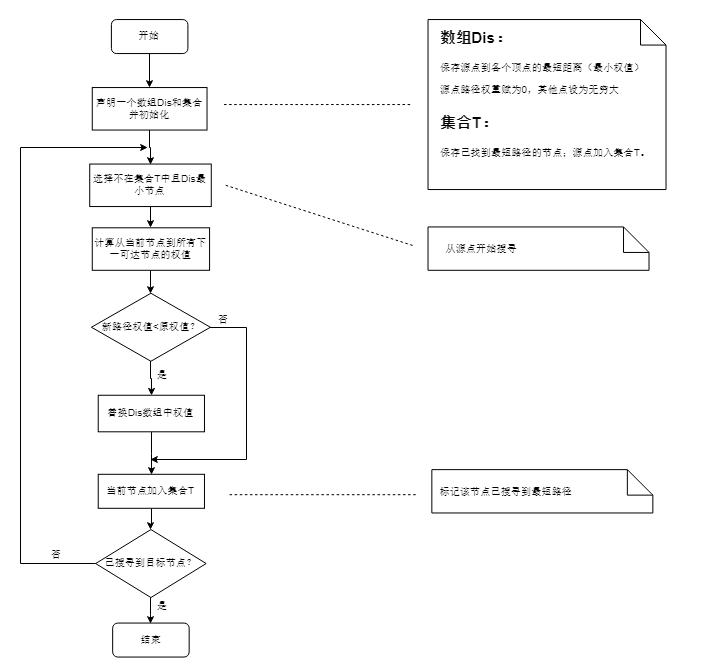 开始
声明一个数组Dis和集合
并初始化
选择不在集合T中且Dis最
小节点
计算从当前节点到所有下
一可达节点的权值
新路径权值<原权值?
否
是
替换Dis数组中权值
当前节点加入集合T
已搜寻到目标节点?
否
是
结束
数组Dis:
保存源点到各个顶点的最短距离(最小权值)
源点路径权重赋为0,其他点设为无穷大
集合T:
保存已找到最短路径的节点;源点加入集合T。
从源点开始搜寻
标记该节点已搜寻到最短路径